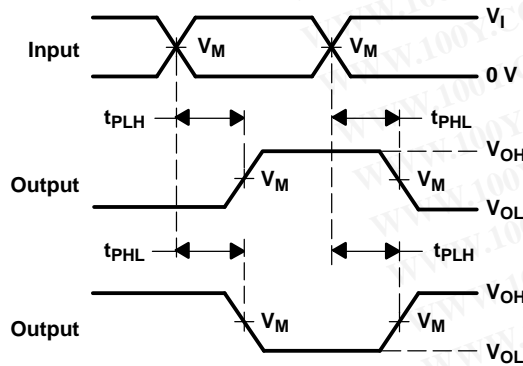 V_I
Input V_M V_M
0 V
t_PLH t_PHL
V_OH
Output V_M V_M
V_OL
t_PHL t_PLH
V_OH
Output V_M V_M
V_OL